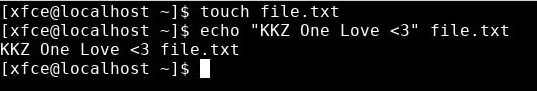 [xfce@localhost ~]$ touch file.txt
[xfce@localhost ~]$ echo "KKZ One Love <3" file.txt
KKZ One Love <3 file.txt
[xfce@localhost ~]$